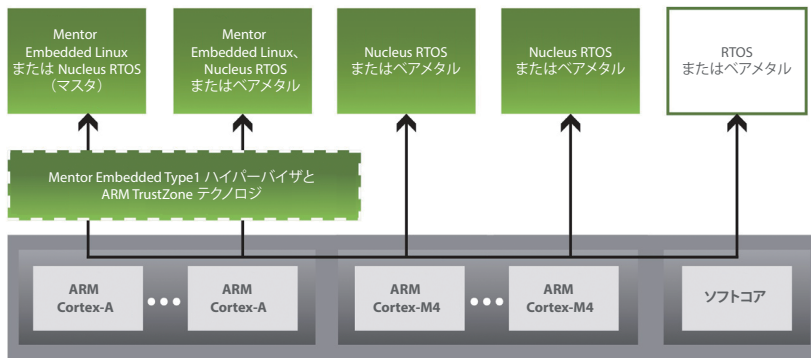 Mentor
Embedded Linux
または Nucleus RTOS
（マスタ）
Mentor
Embedded Linux、
Nucleus RTOS
またはベアメタル
Nucleus RTOS
またはベアメタル
Nucleus RTOS
またはベアメタル
RTOS
またはベアメタル
Mentor Embedded Type1 ハイパーバイザと
ARM TrustZone テクノロジ
ARM
Cortex-A
ARM
Cortex-A
ARM
Cortex-M4
ARM
Cortex-M4
ソフトコア